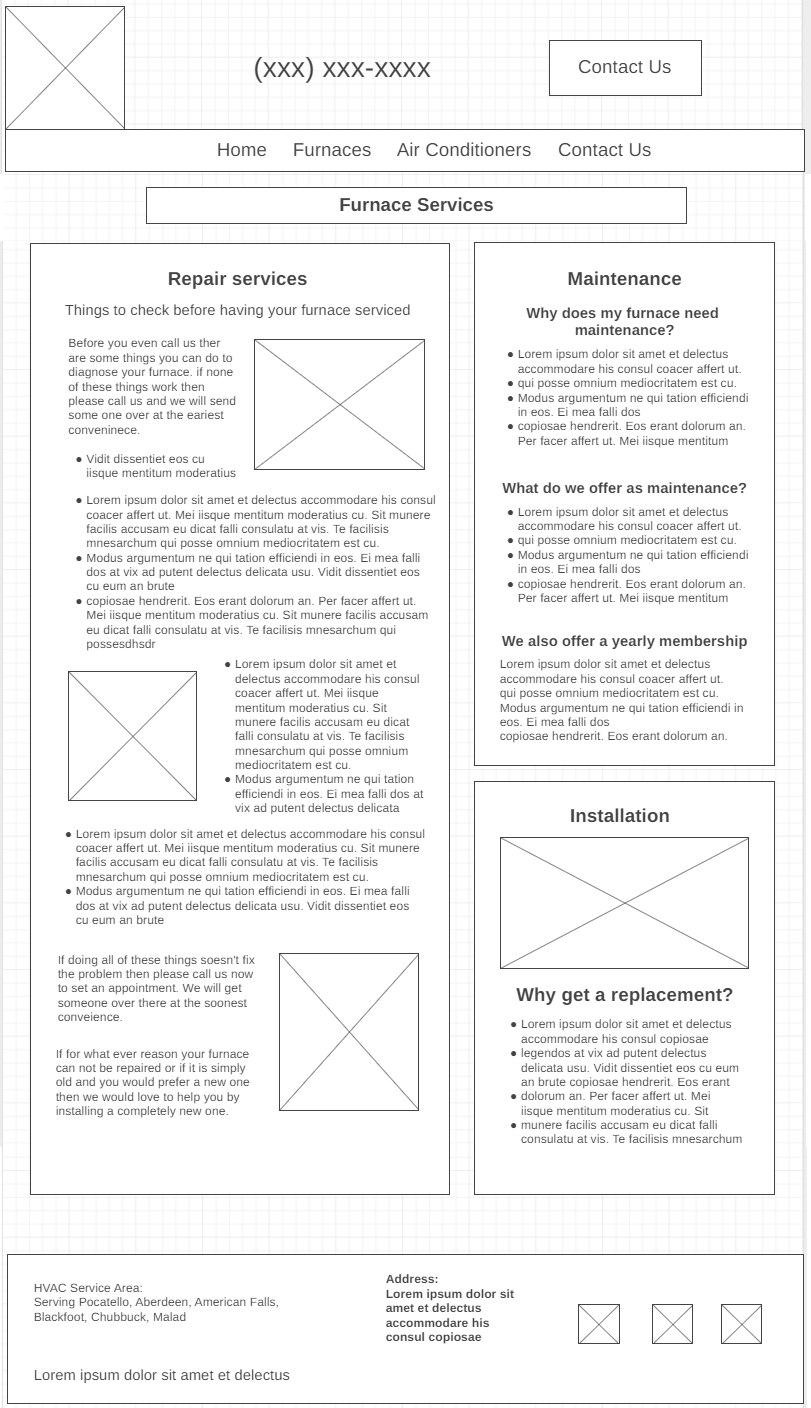 (xxx) xxx-xxxx
Contact Us
Home Furnaces Air Conditioners Contact Us
Furnace Services
Repair services
Things to check before having your furnace serviced
Before you even call us ther
are some things you can do to
diagnose your furnace. if none
of these things work then
please call us and we will send
some one over at the eariest
conveninece.
● Vidit dissentiet eos cu
iisque mentitum moderatius
● Lorem ipsum dolor sit amet et delectus accommodare his consul
coacer affert ut. Mei iisque mentitum moderatius cu. Sit munere
facilis accusam eu dicat falli consulatu at vis. Te facilisis
mnesarchum qui posse omnium mediocritatem est cu.
● Modus argumentum ne qui tation efficiendi in eos. Ei mea falli
dos at vix ad putent delectus delicata usu. Vidit dissentiet eos
cu eum an brute
● copiosae hendrerit. Eos erant dolorum an. Per facer affert ut.
Mei iisque mentitum moderatius cu. Sit munere facilis accusam
eu dicat falli consulatu at vis. Te facilisis mnesarchum qui
possedhsdr
● Lorem ipsum dolor sit amet et
delectus accommodare his consul
coacer affert ut. Mei iisque
mentitum moderatius cu. Sit
munere facilis accusam eu dicat
falli consulatu at vis. Te facilisis
mnesarchum qui posse omnium
mediocritatem est cu.
● Modus argumentum ne qui tation
efficiendi in eos. Ei mea falli dos at
vix ad putent delectus delicata
● Lorem ipsum dolor sit amet et delectus accommodare his consul
coacer affert ut. Mei iisque mentitum moderatius cu. Sit munere
facilis accusam eu dicat falli consulatu at vis. Te facilisis
mnesarchum qui posse omnium mediocritatem est cu.
● Modus argumentum ne qui tation efficiendi in eos. Ei mea falli
dos at vix ad putent delectus delicata usu. Vidit dissentiet eos
cu eum an brute
If doing all of these things soesn't fix
the problem then please call us now
to set an appointment. We will get
someone over there at the soonest
conveience.
If for what ever reason your furnace
can not be repaired or if it is simply
old and you would prefer a new one
then we would love to help you by
installing a completely new one.
Maintenance
Why does my furnace need
maintenance?
● Lorem ipsum dolor sit amet et delectus
accommodare his consul coacer affert ut.
● qui posse omnium mediocritatem est cu.
● Modus argumentum ne qui tation efficiendi
in eos. Ei mea falli dos
● copiosae hendrerit. Eos erant dolorum an.
Per facer affert ut. Mei iisque mentitum
What do we offer as maintenance?
● Lorem ipsum dolor sit amet et delectus
accommodare his consul coacer affert ut.
● qui posse omnium mediocritatem est cu.
● Modus argumentum ne qui tation efficiendi
in eos. Ei mea falli dos
● copiosae hendrerit. Eos erant dolorum an.
Per facer affert ut. Mei iisque mentitum
We also offer a yearly membership
Lorem ipsum dolor sit amet et delectus
accommodare his consul coacer affert ut.
qui posse omnium mediocritatem est cu.
Modus argumentum ne qui tation efficiendi in
eos. Ei mea falli dos
copiosae hendrerit. Eos erant dolorum an.
Installation
Why get a replacement?
● Lorem ipsum dolor sit amet et delectus
accommodare his consul copiosae
● legendos at vix ad putent delectus
delicata usu. Vidit dissentiet eos cu eum
an brute copiosae hendrerit. Eos erant
● dolorum an. Per facer affert ut. Mei
iisque mentitum moderatius cu. Sit
● munere facilis accusam eu dicat falli
consulatu at vis. Te facilisis mnesarchum
HVAC Service Area:
Serving Pocatello, Aberdeen, American Falls,
Blackfoot, Chubbuck, Malad
Lorem ipsum dolor sit amet et delectus
Address:
Lorem ipsum dolor sit
amet et delectus
accommodare his
consul copiosae